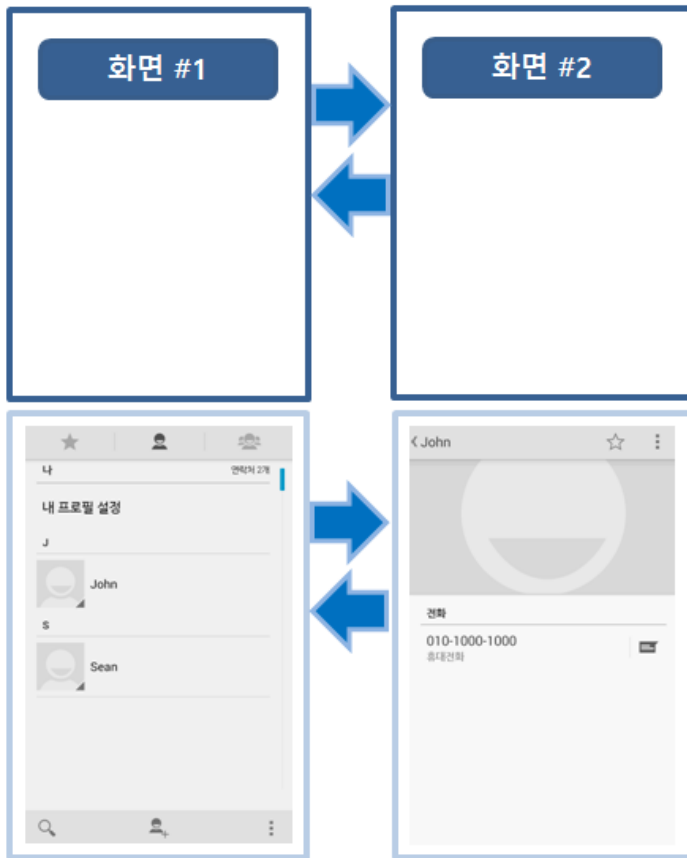 화면 #1
화면 #2
나 연락처 2개
내 프로필 설정
J
John
S
Sean
John
전화
010-1000-1000
휴대전화